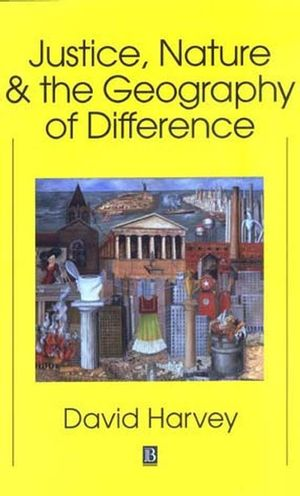 Justice, Nature
& the Geography
of Difference
David Harvey
B